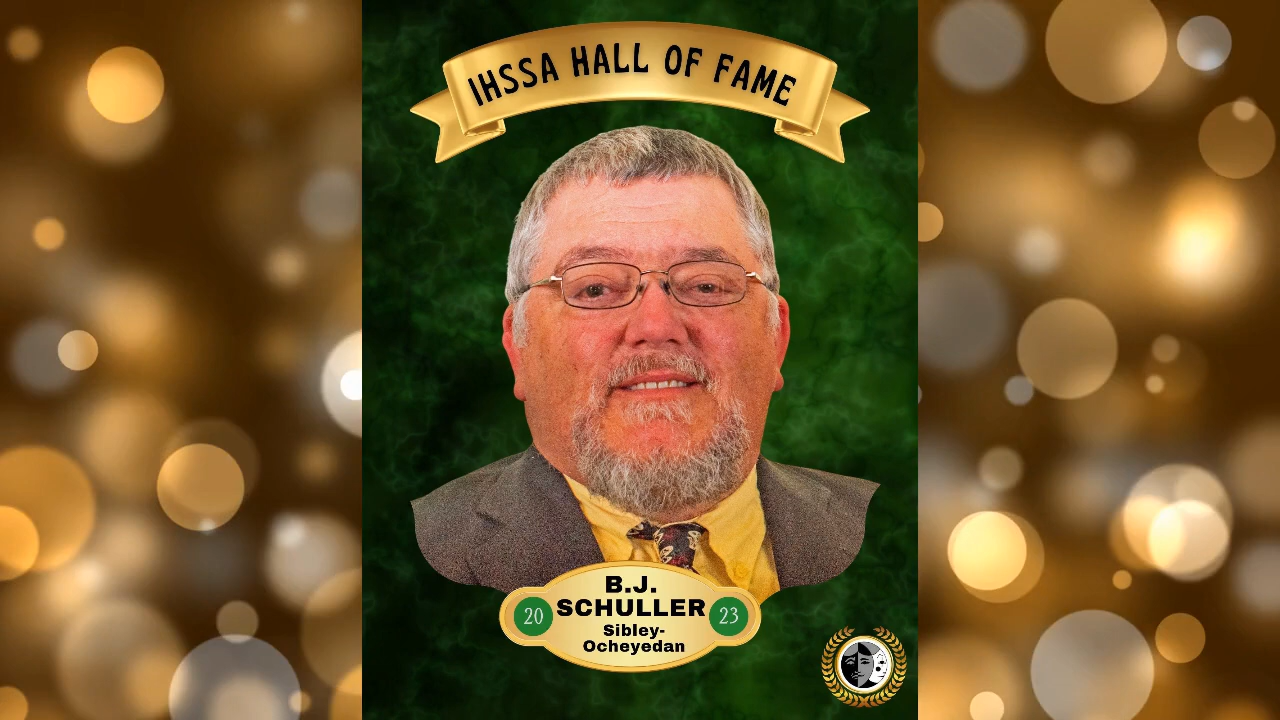 IHSSA HALL OF FAME
B.J.
20 SCHULLER 23
Sibley-
Ocheyedan